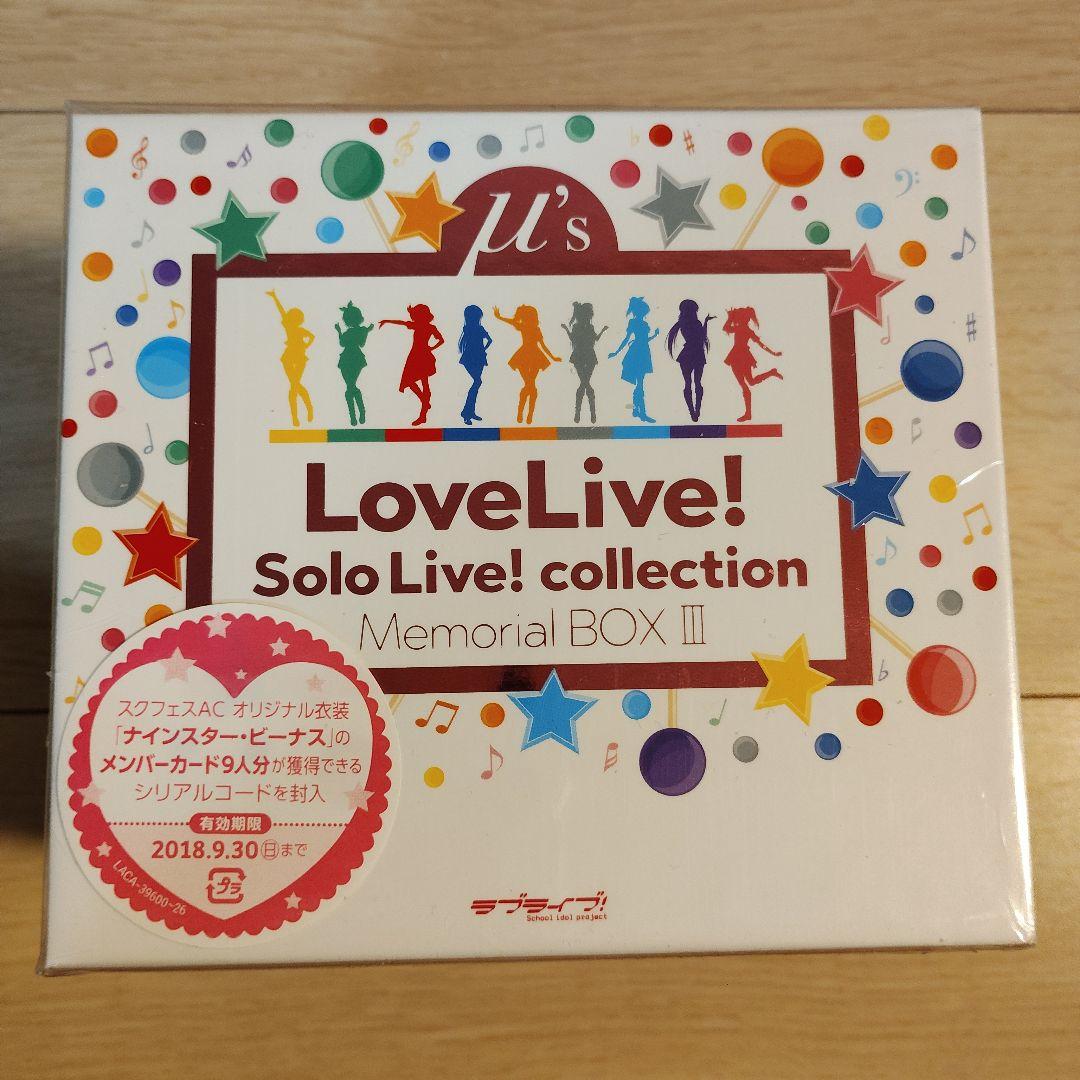 μ's
LoveLive!
Solo Live! collection
Memorial BOX III
スクフェスAC オリジナル衣装
「ナインスター・ビーナス」の
メンバーカード9人分が獲得できる
シリアルコードを封入
有効期限
2018.9.30㊐まで
プラ
LACA-39600~26
ラブライブ!
School idol project